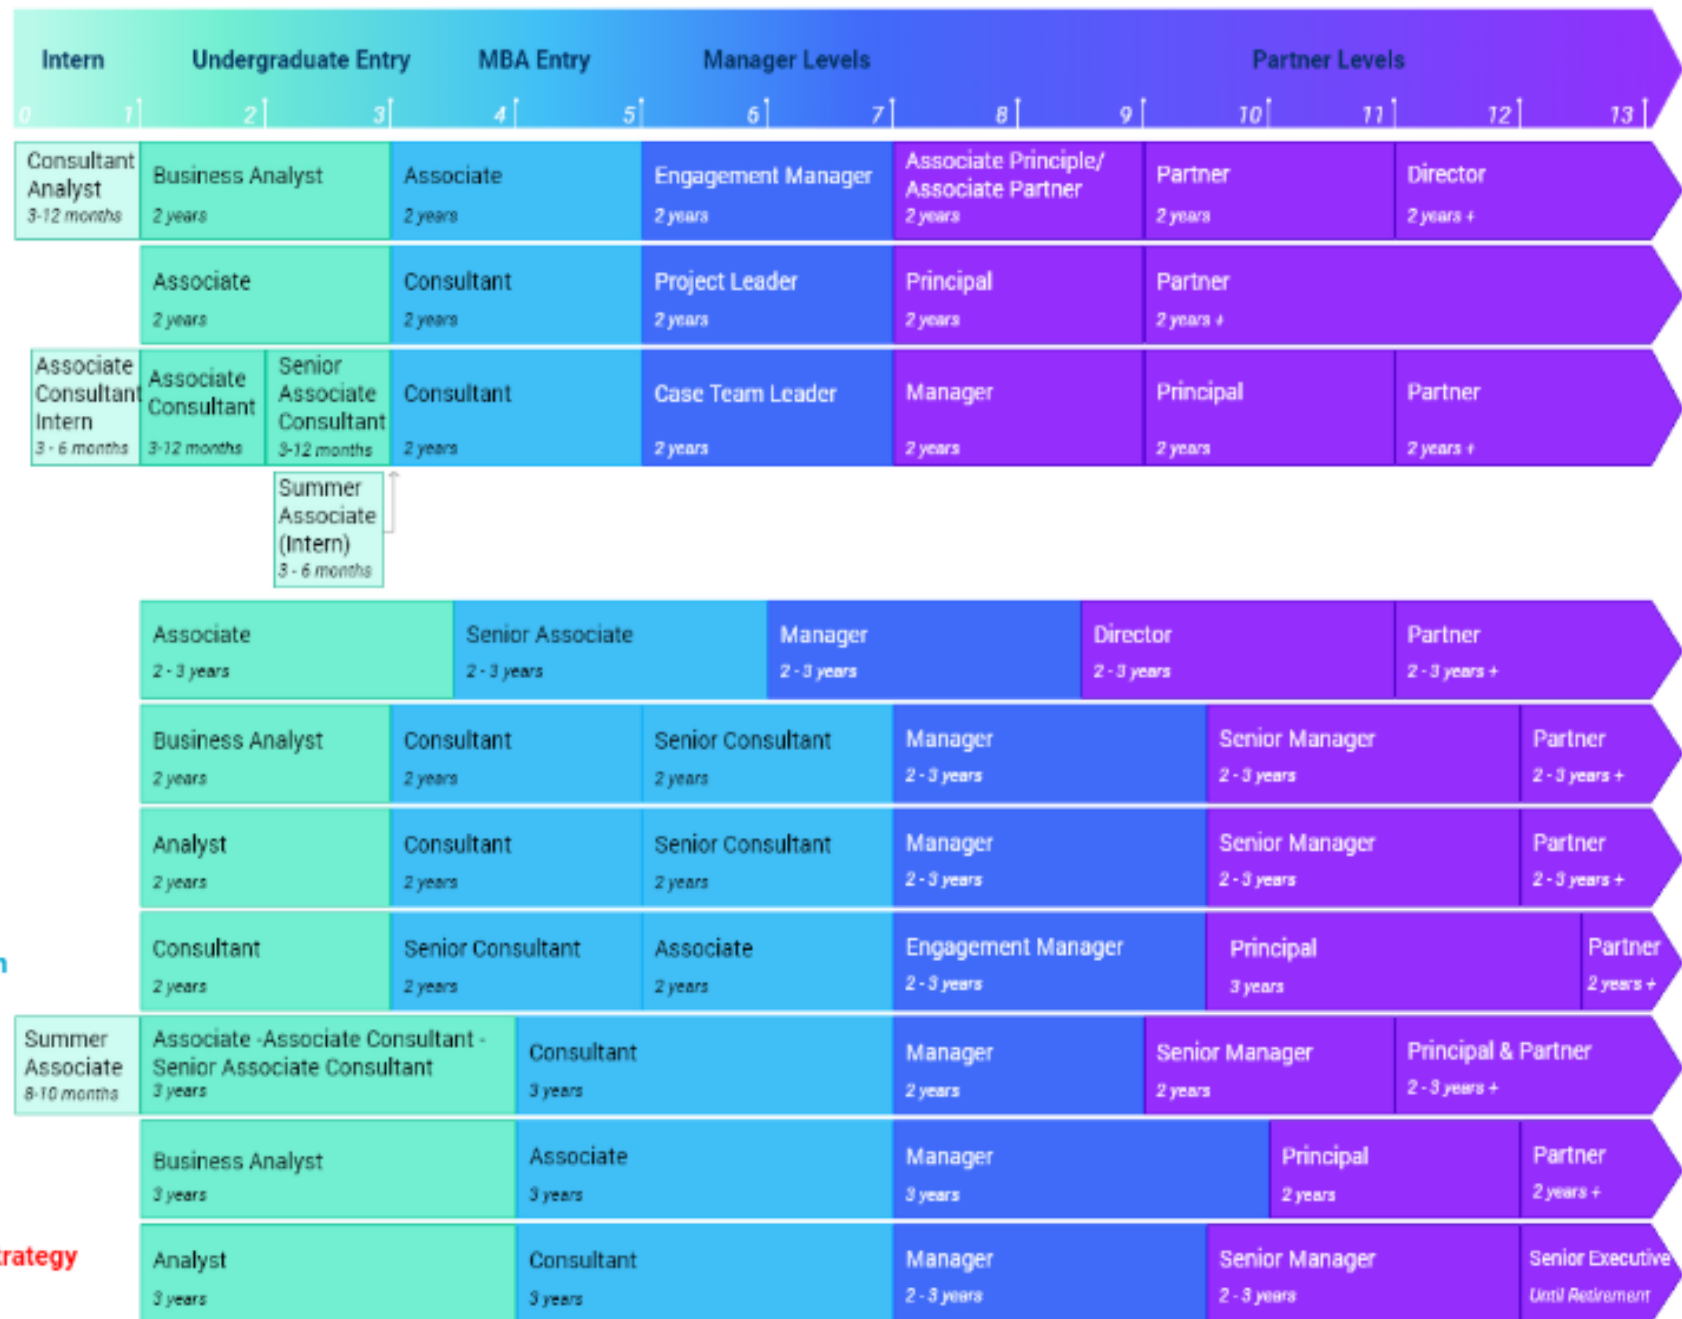 Intern Undergraduate Entry MBA Entry Manager Levels Partner Levels
0 1 2 3 4 5 6 7 8 9 10 11 12 13
Consultant
Analyst
3-12 months
Business Analyst
2 years
Associate
2 years
Engagement Manager
2 years
Associate Principle/
Associate Partner
2 years
Partner
2 years
Director
2 years +
Associate
2 years
Consultant
2 years
Project Leader
2 years
Principal
2 years
Partner
2 years +
Associate
Consultant
Intern
3 - 6 months
Associate
Consultant
3-12 months
Senior
Associate
Consultant
3-12 months
Consultant
2 years
Case Team Leader
2 years
Manager
2 years
Principal
2 years
Partner
2 years +
Summer
Associate
(Intern)
3 - 6 months
Associate
2 - 3 years
Senior Associate
2 - 3 years
Manager
2 - 3 years
Director
2 - 3 years
Partner
2 - 3 years +
Business Analyst
2 years
Consultant
2 years
Senior Consultant
2 years
Manager
2 - 3 years
Senior Manager
2 - 3 years
Partner
2 - 3 years +
Analyst
2 years
Consultant
2 years
Senior Consultant
2 years
Manager
2 - 3 years
Senior Manager
2 - 3 years
Partner
2 - 3 years +
Consultant
2 years
Senior Consultant
2 years
Associate
2 years
Engagement Manager
2 - 3 years
Principal
3 years
Partner
2 years +
Summer
Associate
8-10 months
Associate -Associate Consultant -
Senior Associate Consultant
3 years
Consultant
3 years
Manager
2 years
Senior Manager
2 years
Principal & Partner
2 - 3 years +
Business Analyst
3 years
Associate
3 years
Manager
3 years
Principal
2 years
Partner
2 years +
trategy
Analyst
3 years
Consultant
3 years
Manager
2 - 3 years
Senior Manager
2 - 3 years
Senior Executive
Until Retirement